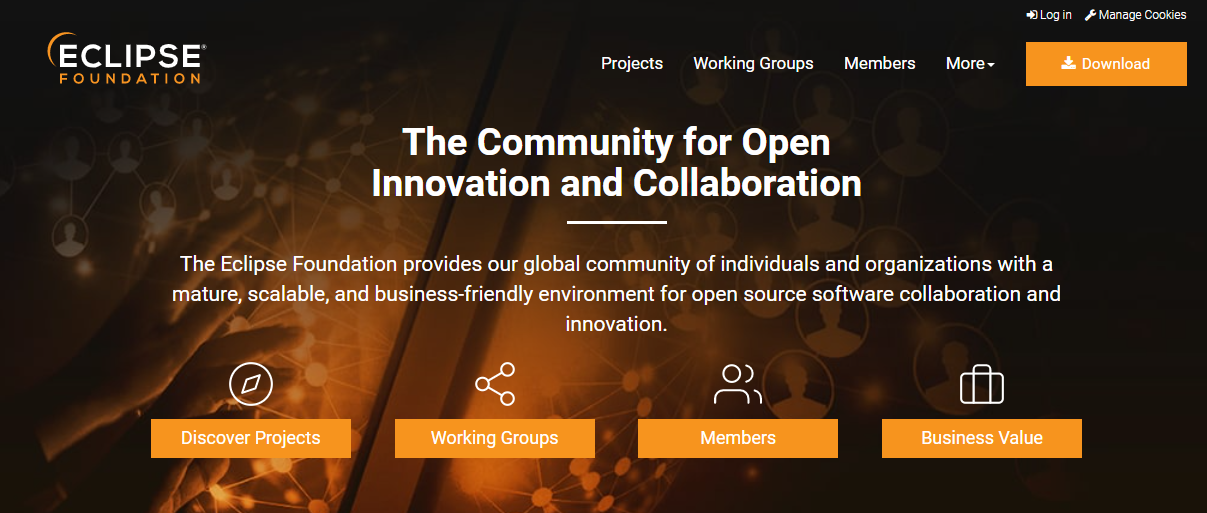 Log in Manage Cookies
ECLIPSE®
FOUNDATION
Projects Working Groups Members More Download
The Community for Open
Innovation and Collaboration
The Eclipse Foundation provides our global community of individuals and organizations with a
mature, scalable, and business-friendly environment for open source software collaboration and
innovation.
Discover Projects Working Groups Members Business Value